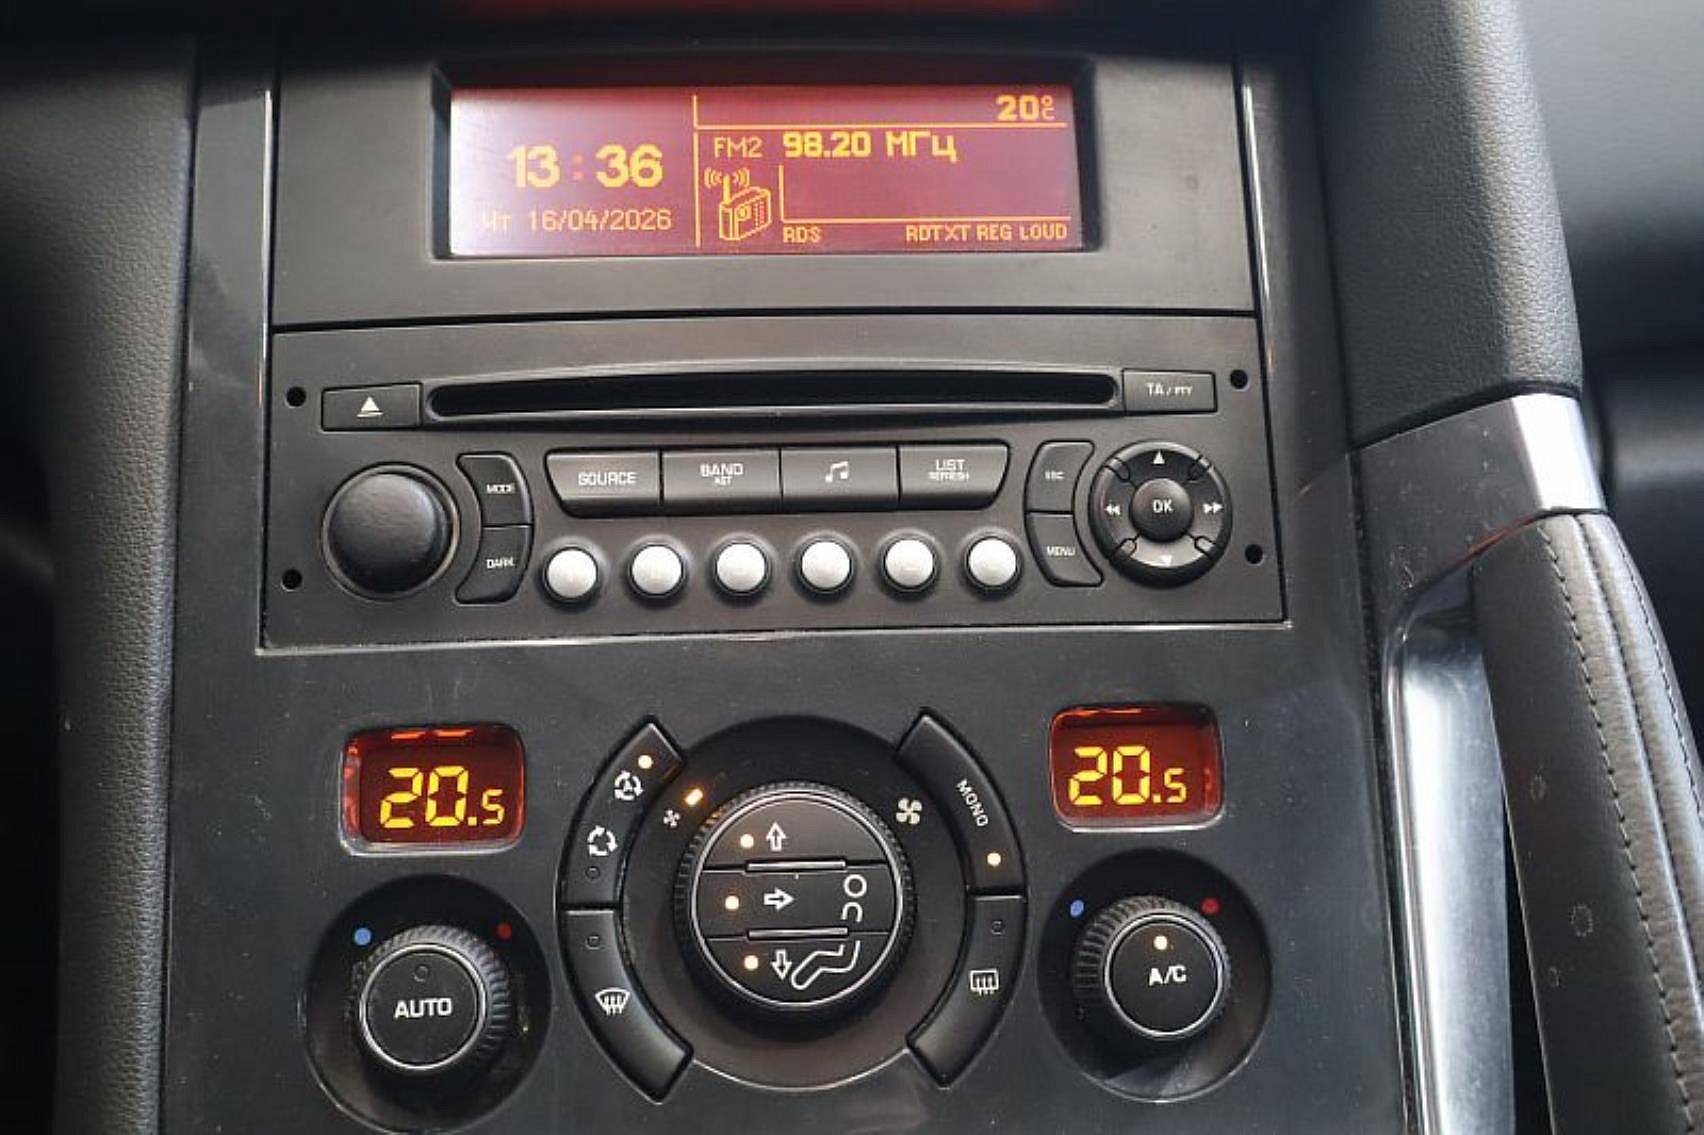 20°C
FM2 98.20 МГц
13:36
Чт 16/04/2026
RDS RDTXT REG LOUD
TA / PTY
SOURCE
BAND
AST
LIST
REFRESH
MODE
DARK
ESC
MENU
OK
20.5
20.5
MONO
A
AUTO
A/C